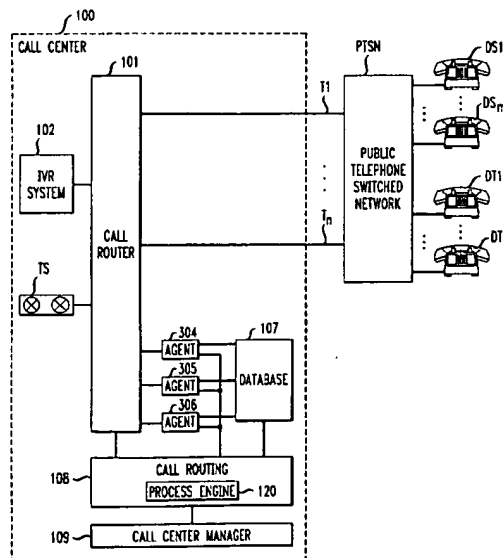 100
CALL CENTER
101
102
IVR
SYSTEM
TS
CALL
ROUTER
T1
Tn
PTSN
PUBLIC
TELEPHONE
SWITCHED
NETWORK
DS1
DSm
DT1
DT
304
AGENT
305
AGENT
306
AGENT
107
DATABASE
108
CALL ROUTING
PROCESS ENGINE
120
109
CALL CENTER MANAGER